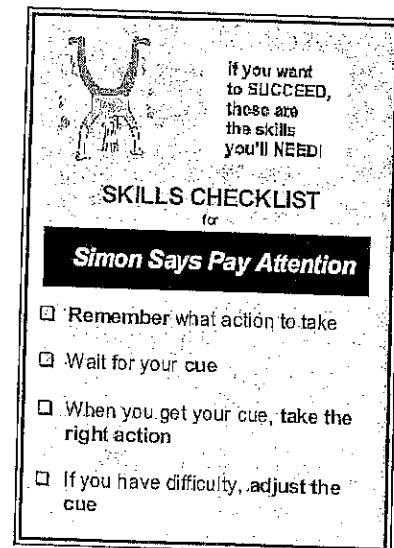 If you want
to SUCCEED,
these are
the skills
you'll NEED!
SKILLS CHECKLIST
for
Simon Says Pay Attention
☐ Remember what action to take
☐ Wait for your cue
☐ When you get your cue, take the
right action
☐ If you have difficulty, adjust the
cue